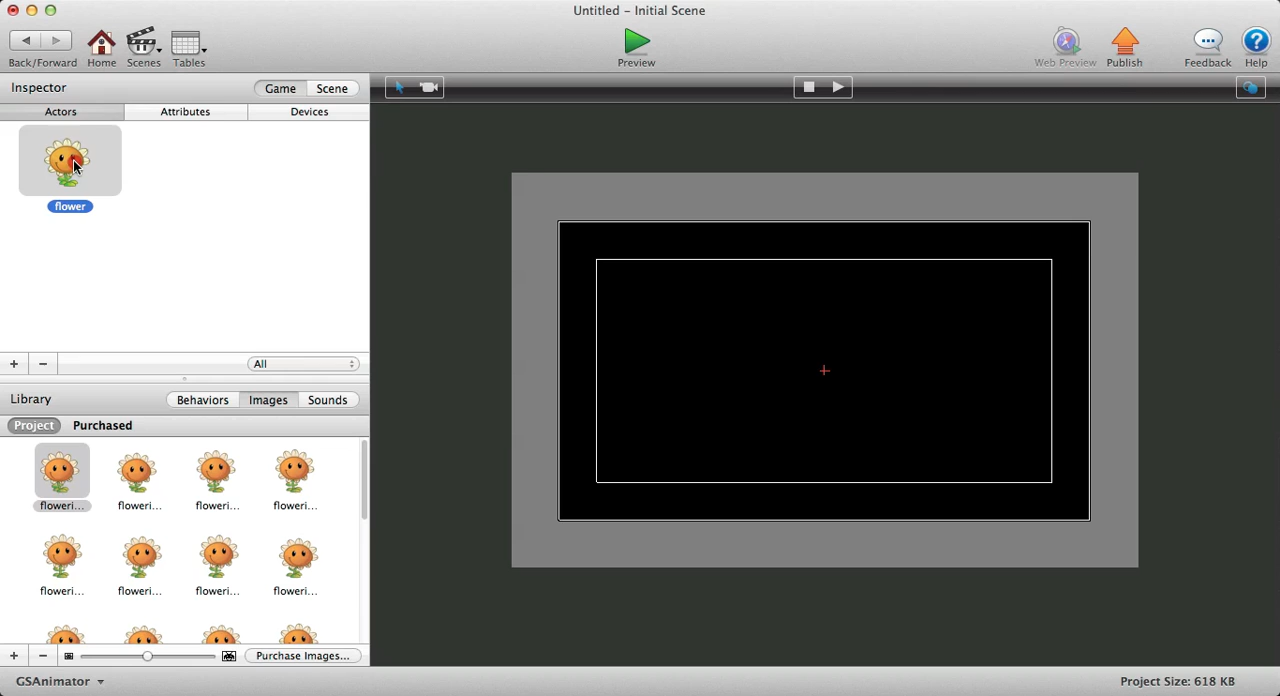 Untitled – Initial Scene
Back/Forward Home Scenes Tables Preview Web Preview Publish Feedback Help
Inspector Game Scene
Actors Attributes Devices
flower
+ − All
Library Behaviors Images Sounds
Project Purchased
floweri... floweri... floweri... floweri...
floweri... floweri... floweri... floweri...
+ − Purchase Images...
GSAnimator Project Size: 618 KB